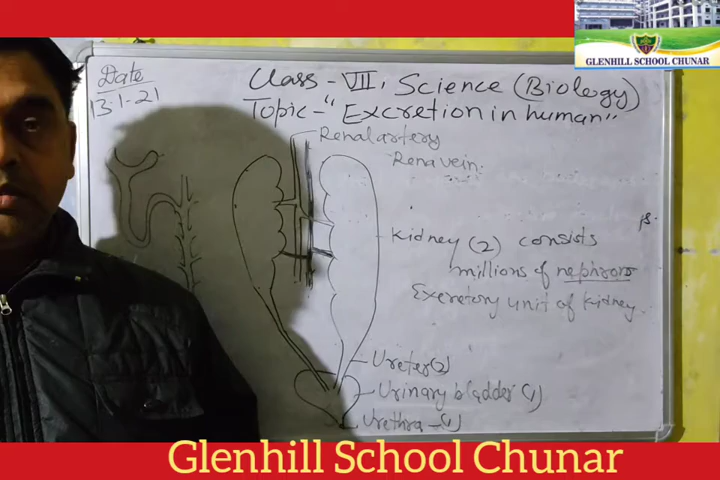 GLENHILL SCHOOL CHUNAR
Date
13-1-21
Class - VII, Science (Biology)
Topic - "Excretion in human"
Renal artery
Rena vein.
Kidney (2) consists
millions of nephrons
Excretory unit of kidney
Ureter (2)
Urinary bladder (1)
Urethra - (1)
Glenhill School Chunar